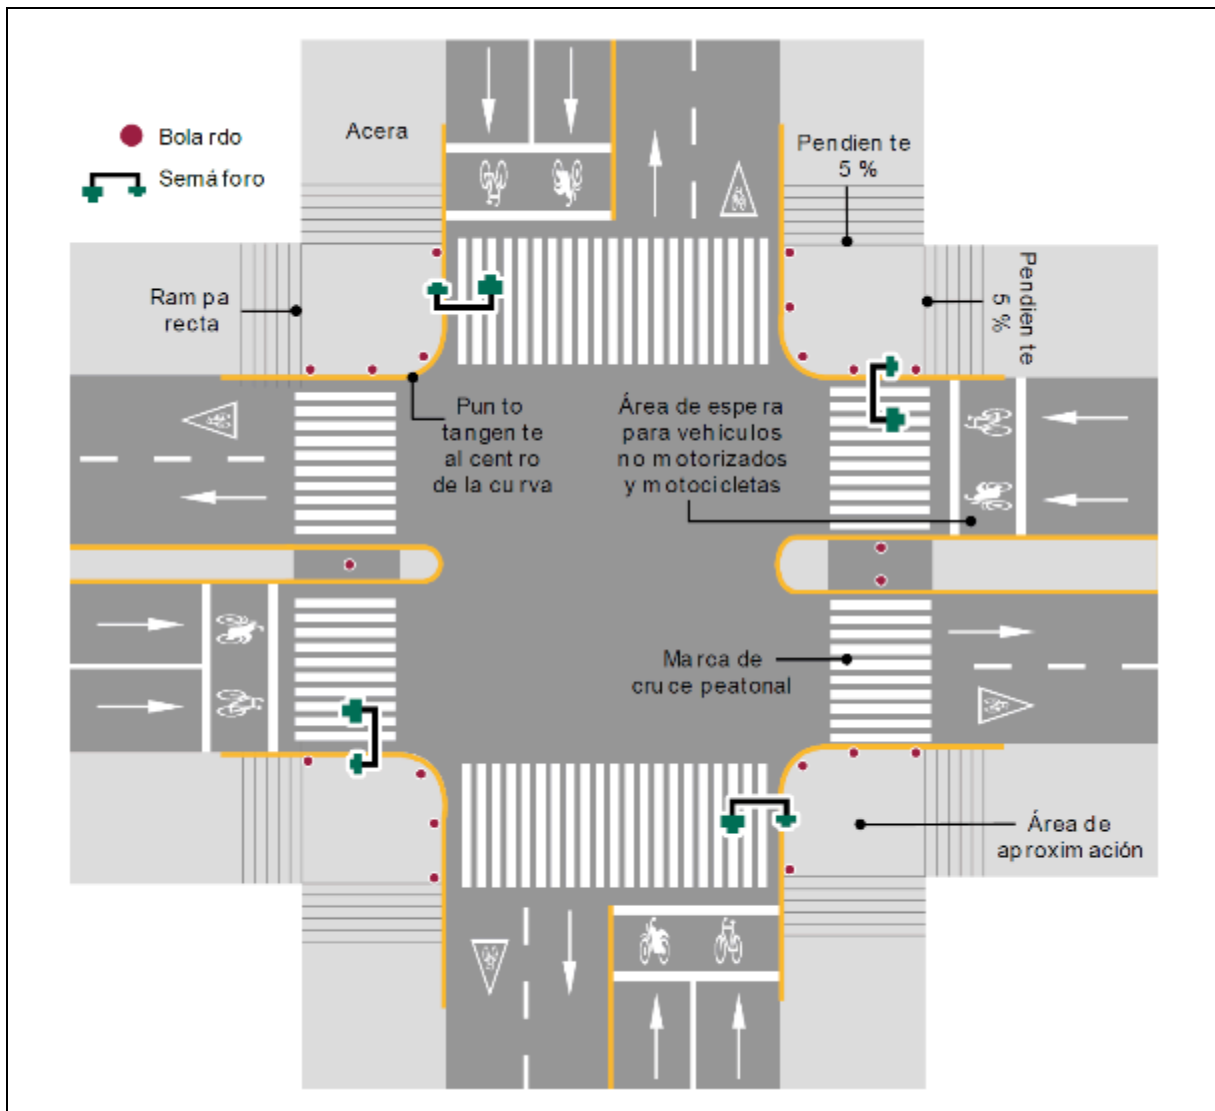 Bolardo
Semáforo
Acera
Pendiente
5 %
Pendiente
5 %
Rampa
recta
Punto
tangente
al centro
de la curva
Área de espera
para vehículos
no motorizados
y motocicletas
Marca de
cruce peatonal
Área de
aproximación